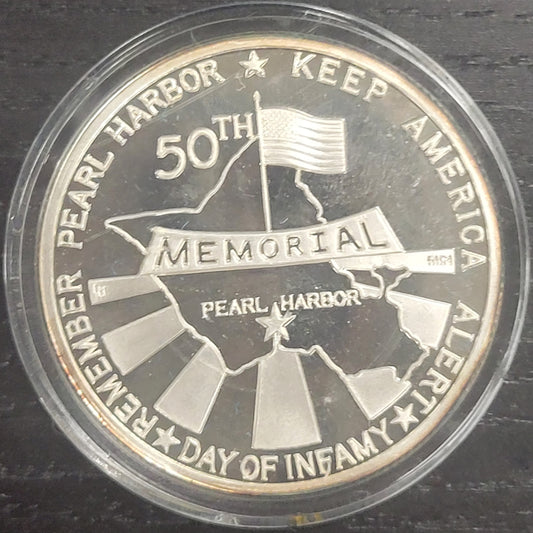 REMEMBER PEARL HARBOR ★ KEEP AMERICA ALERT
50TH
MEMORIAL
PEARL HARBOR
★ DAY OF INFAMY ★